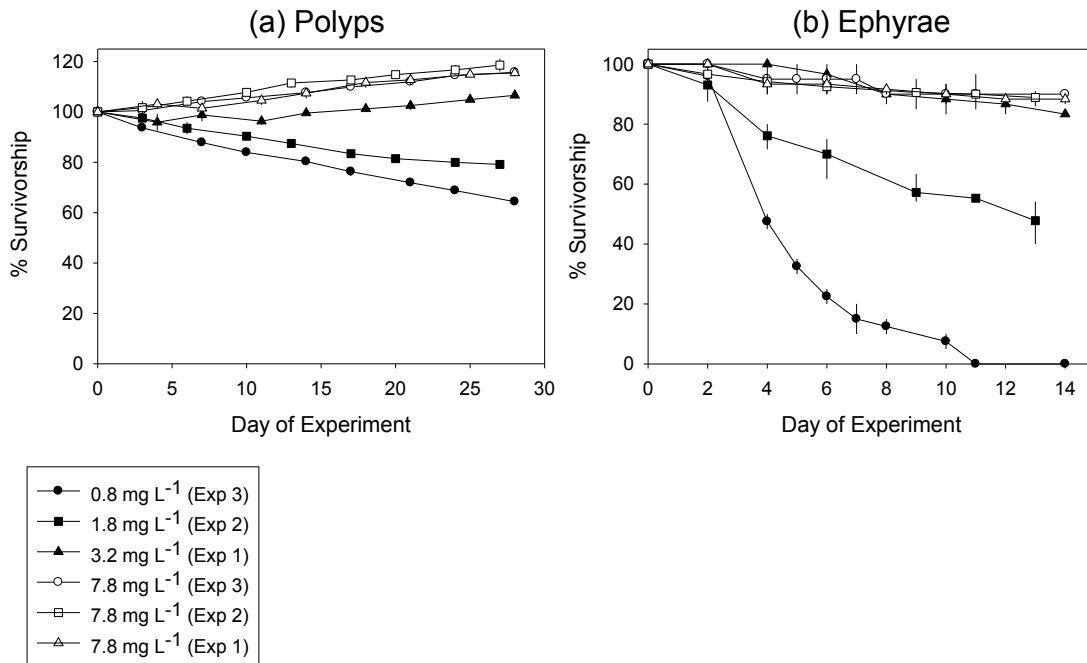 (a) Polyps
(b) Ephyrae
% Survivorship
120
100
80
60
40
20
0
0 5 10 15 20 25 30
Day of Experiment
% Survivorship
100
80
60
40
20
0
0 2 4 6 8 10 12 14
Day of Experiment
0.8 mg L-1 (Exp 3)
1.8 mg L-1 (Exp 2)
3.2 mg L-1 (Exp 1)
7.8 mg L-1 (Exp 3)
7.8 mg L-1 (Exp 2)
7.8 mg L-1 (Exp 1)